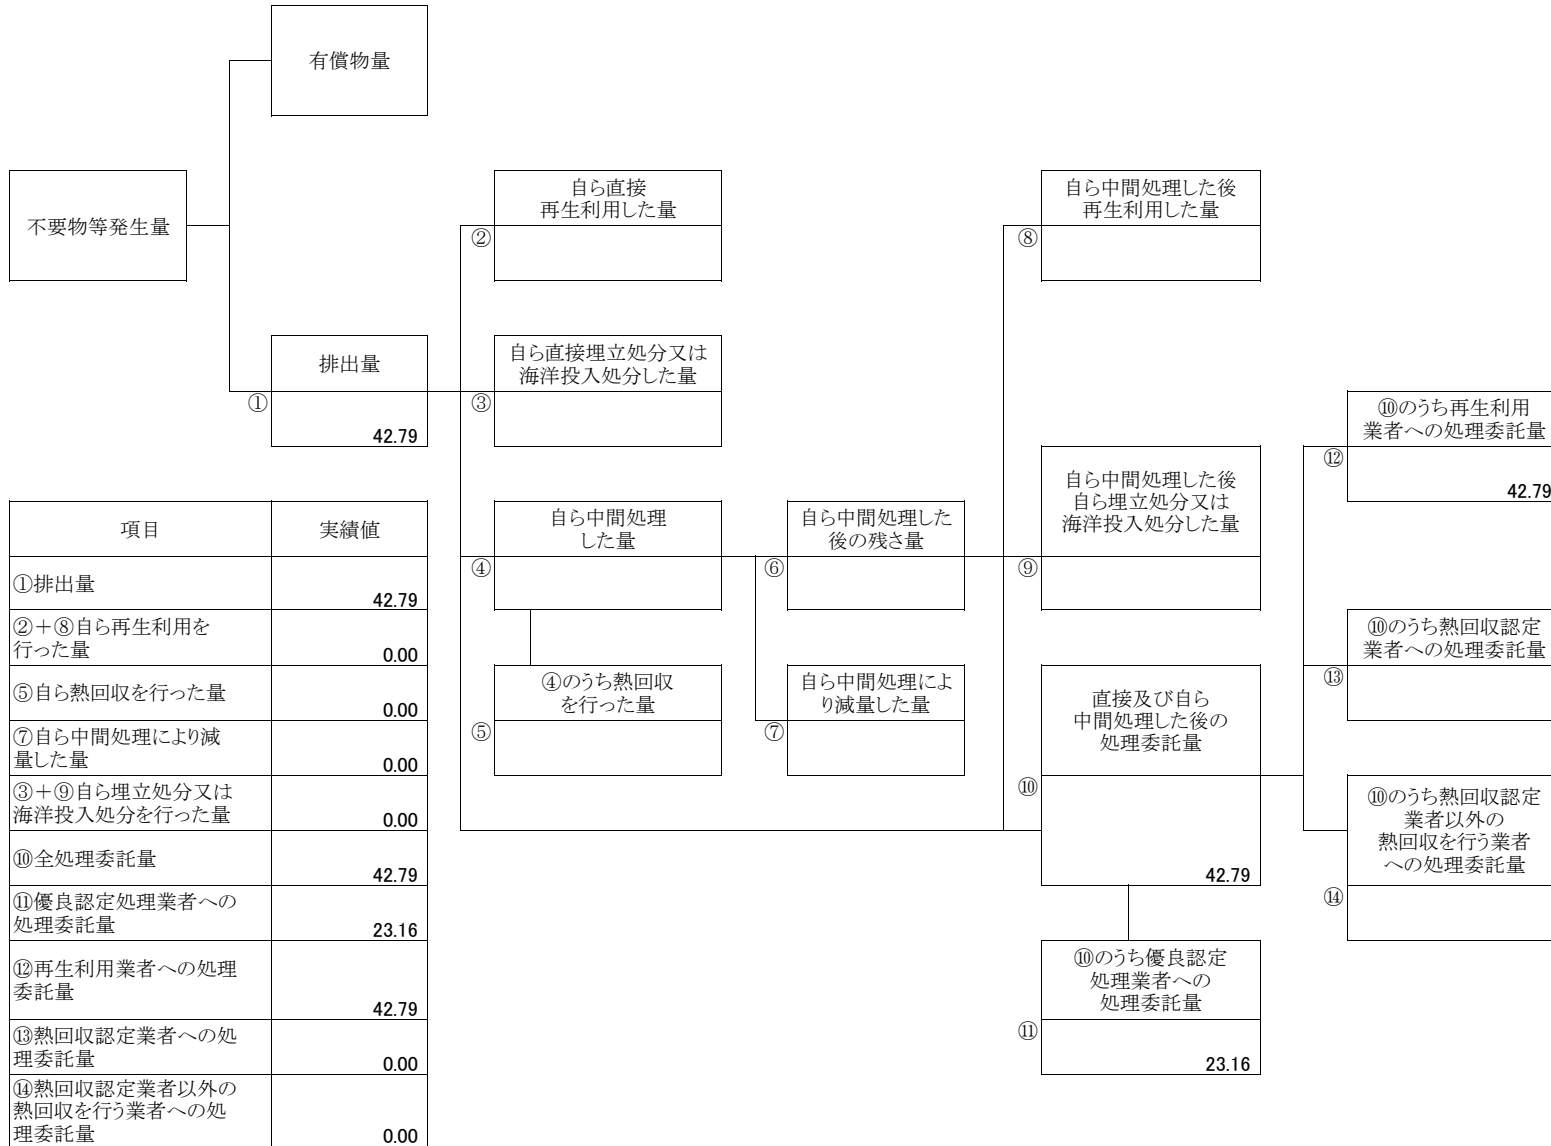 有償物量
不要物等発生量
自ら直接
再生利用した量
②
自ら中間処理した後
再生利用した量
⑧
排出量
①
42.79
自ら直接埋立処分又は
海洋投入処分した量
③
⑩のうち再生利用
業者への処理委託量
⑫
42.79
自ら中間処理
した量
④
自ら中間処理した
後の残さ量
⑥
自ら中間処理した後
自ら埋立処分又は
海洋投入処分した量
⑨
⑩のうち熱回収認定
業者への処理委託量
⑬
④のうち熱回収
を行った量
⑤
自ら中間処理によ
り減量した量
⑦
直接及び自ら
中間処理した後の
処理委託量
⑩
42.79
⑩のうち熱回収認定
業者以外の
熱回収を行う業者
への処理委託量
⑭
⑩のうち優良認定
処理業者への
処理委託量
⑪
23.16
項目
実績値
①排出量
42.79
②+⑧自ら再生利用を
行った量
0.00
⑤自ら熱回収を行った量
0.00
⑦自ら中間処理により減
量した量
0.00
③+⑨自ら埋立処分又は
海洋投入処分を行った量
0.00
⑩全処理委託量
42.79
⑪優良認定処理業者への
処理委託量
23.16
⑫再生利用業者への処理
委託量
42.79
⑬熱回収認定業者への処
理委託量
0.00
⑭熱回収認定業者以外の
熱回収を行う業者への処
理委託量
0.00